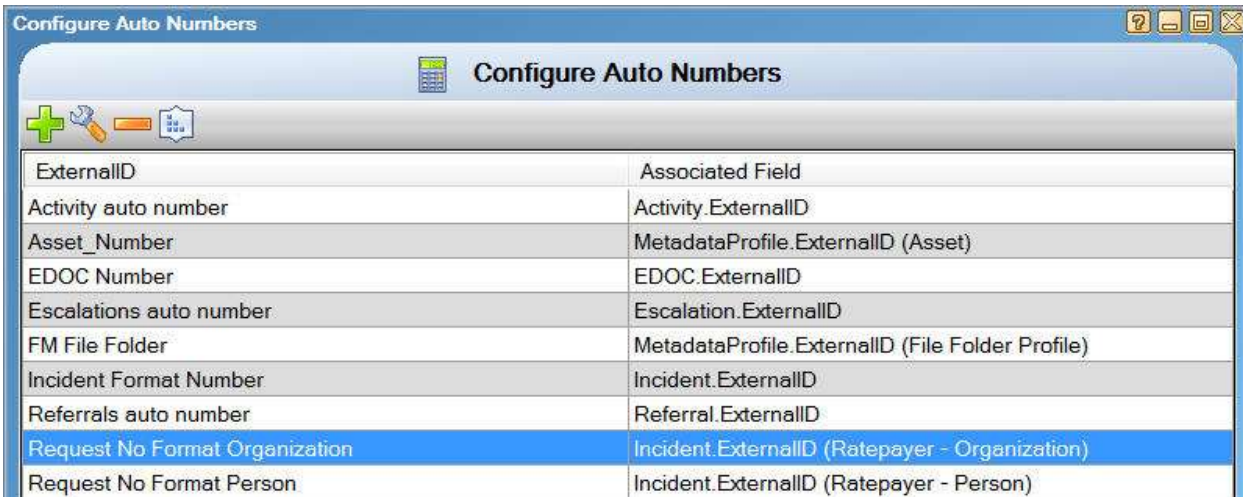 Configure Auto Numbers
Configure Auto Numbers
ExternalID Associated Field
Activity auto number Activity.ExternalID
Asset_Number MetadataProfile.ExternalID (Asset)
EDOC Number EDOC.ExternalID
Escalations auto number Escalation.ExternalID
FM File Folder MetadataProfile.ExternalID (File Folder Profile)
Incident Format Number Incident.ExternalID
Referrals auto number Referral.ExternalID
Request No Format Organization Incident.ExternalID (Ratepayer - Organization)
Request No Format Person Incident.ExternalID (Ratepayer - Person)